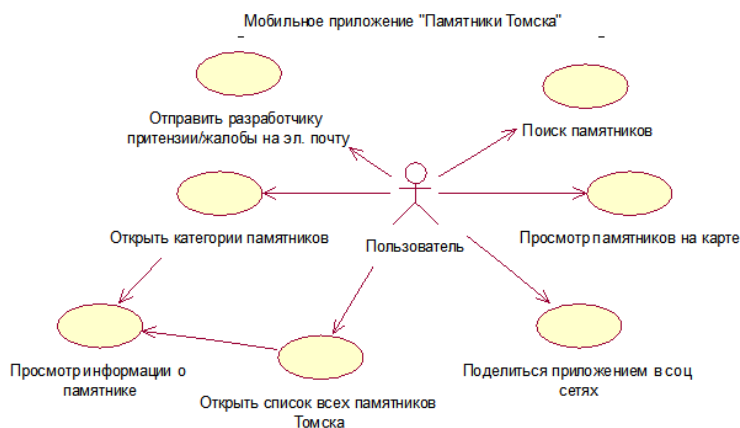 Мобильное приложение "Памятники Томска"
Отправить разработчику
притензии/жалобы на эл. почту
Поиск памятников
Открыть категории памятников
Пользователь
Просмотр памятников на карте
Просмотр информации о
памятнике
Открыть список всех памятников
Томска
Поделиться приложением в соц
сетях